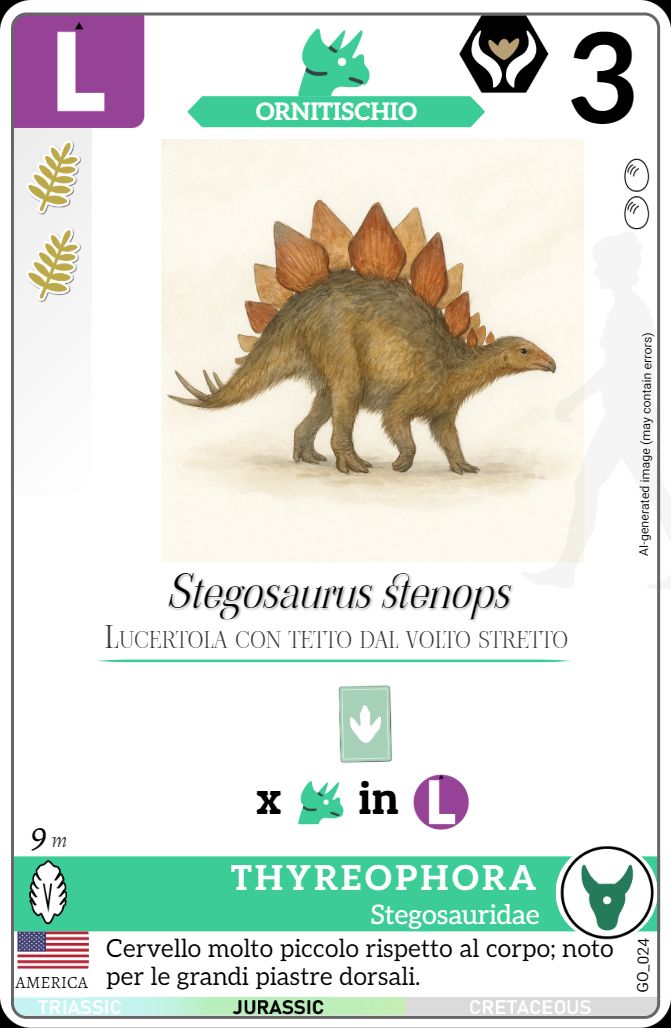 L
3
ORNITISCHIO
AI-generated image (may contain errors)
Stegosaurus stenops
Lucertola con tetto dal volto stretto
x in L
9 m
THYREOPHORA
Stegosauridae
AMERICA
Cervello molto piccolo rispetto al corpo; noto
per le grandi piastre dorsali.
GO_024
TRIASSIC JURASSIC CRETACEOUS